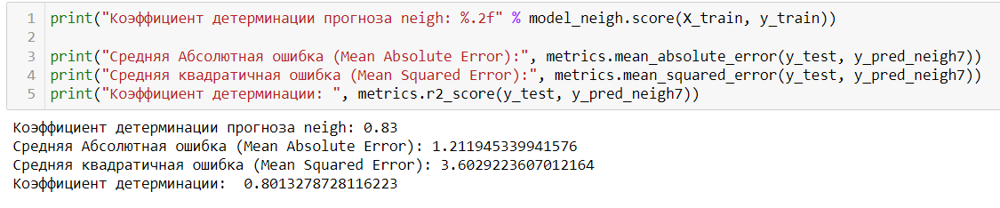 1 print("Коэффициент детерминации прогноза neigh: %.2f" % model_neigh.score(X_train, y_train))
2
3 print("Средняя Абсолютная ошибка (Mean Absolute Error):", metrics.mean_absolute_error(y_test, y_pred_neigh7))
4 print("Средняя квадратичная ошибка (Mean Squared Error):", metrics.mean_squared_error(y_test, y_pred_neigh7))
5 print("Коэффициент детерминации: ", metrics.r2_score(y_test, y_pred_neigh7))
Коэффициент детерминации прогноза neigh: 0.83
Средняя Абсолютная ошибка (Mean Absolute Error): 1.211945339941576
Средняя квадратичная ошибка (Mean Squared Error): 3.6029223607012164
Коэффициент детерминации:  0.8013278728116223